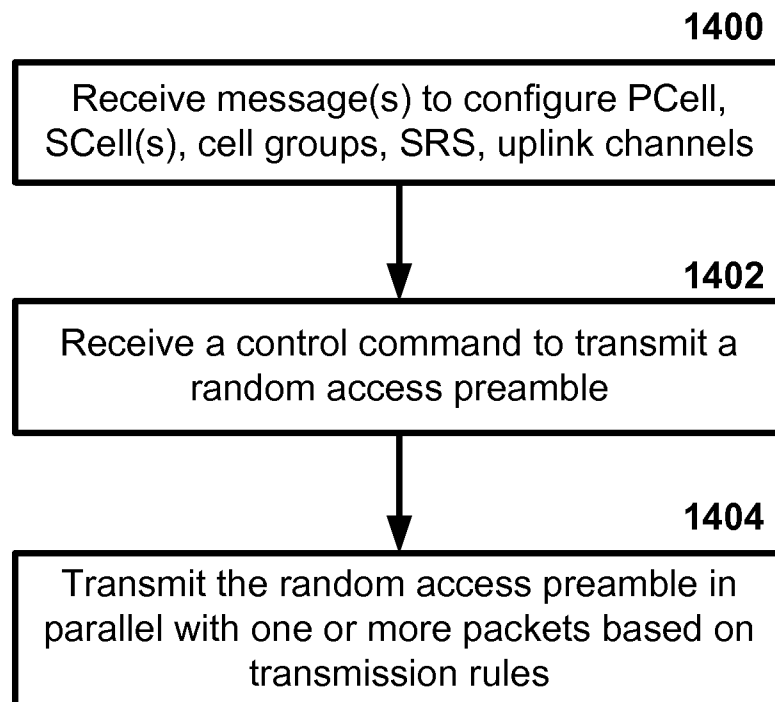 1400
Receive message(s) to configure PCell,
SCell(s), cell groups, SRS, uplink channels
1402
Receive a control command to transmit a
random access preamble
1404
Transmit the random access preamble in
parallel with one or more packets based on
transmission rules